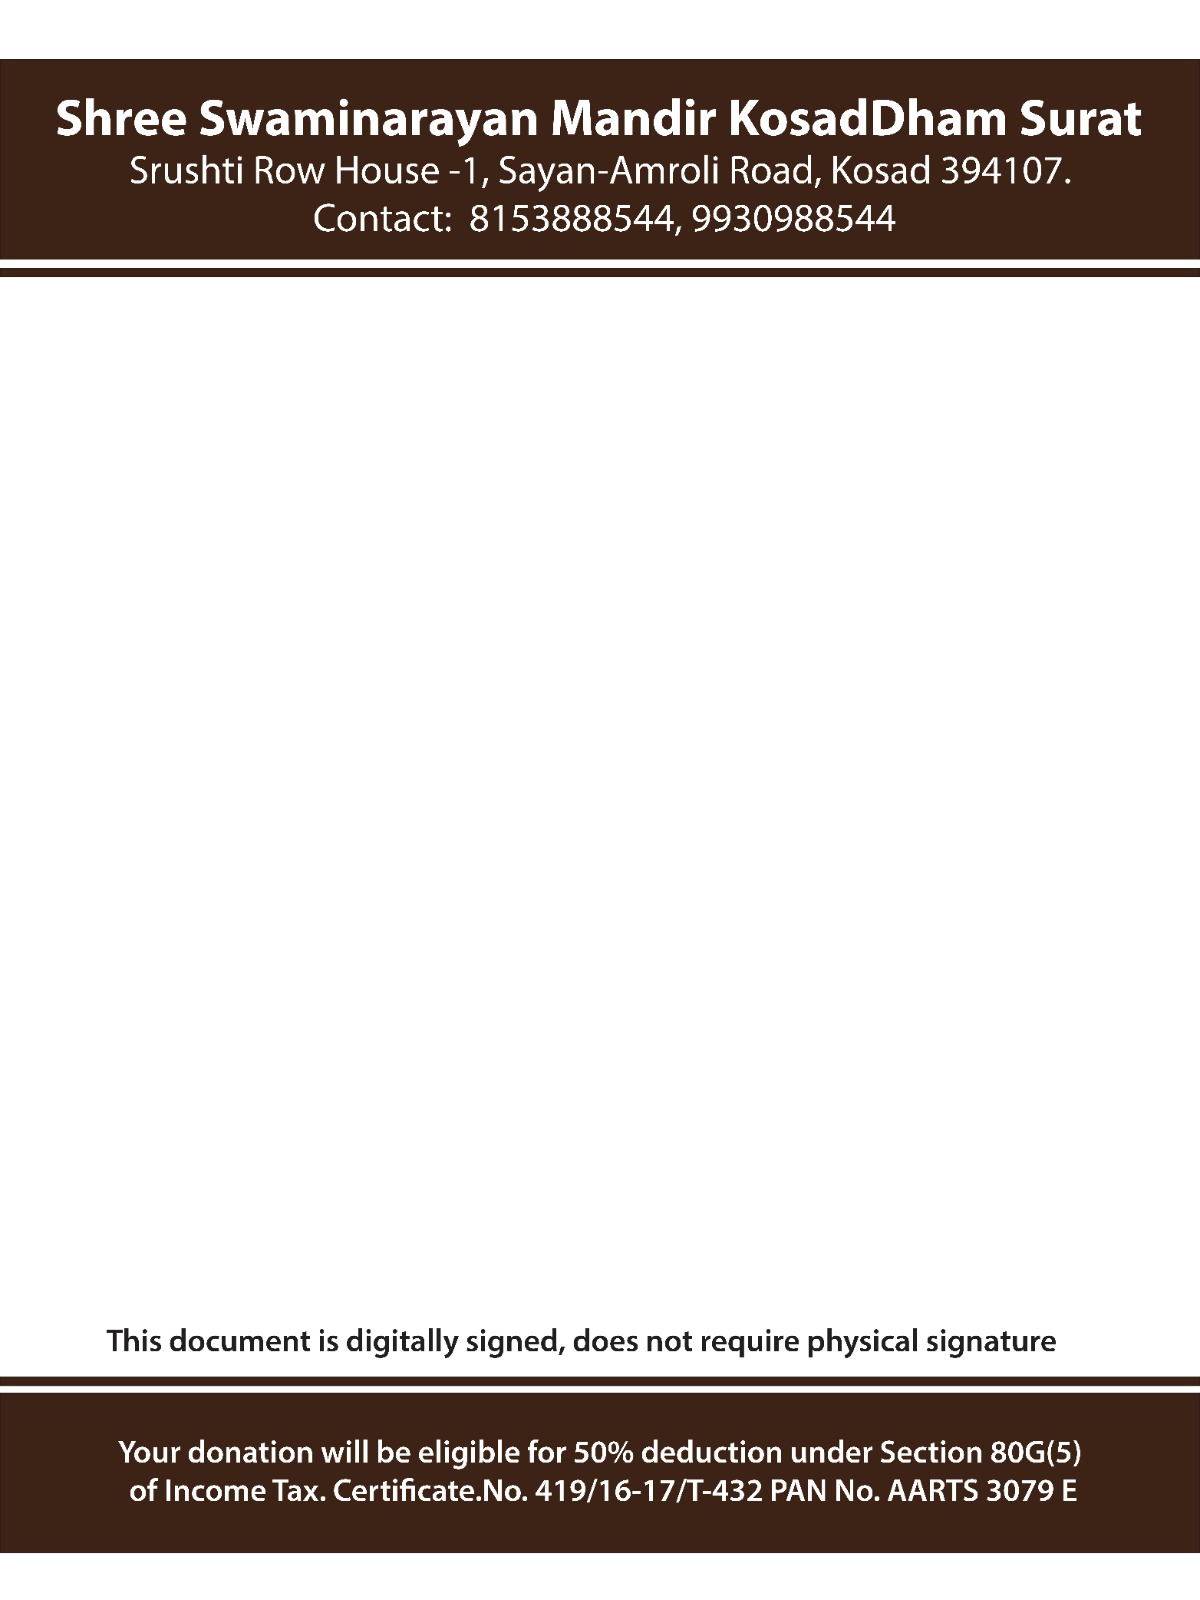 Shree Swaminarayan Mandir KosadDham Surat
Srushti Row House -1, Sayan-Amroli Road, Kosad 394107.
Contact:  8153888544, 9930988544
This document is digitally signed, does not require physical signature
Your donation will be eligible for 50% deduction under Section 80G(5)
of Income Tax. Certificate.No. 419/16-17/T-432 PAN No. AARTS 3079 E